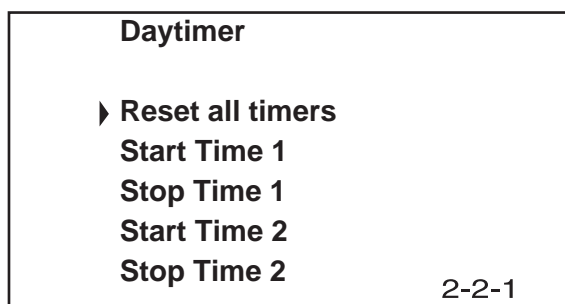 Daytimer
Reset all timers
Start Time 1
Stop Time 1
Start Time 2
Stop Time 2
2-2-1